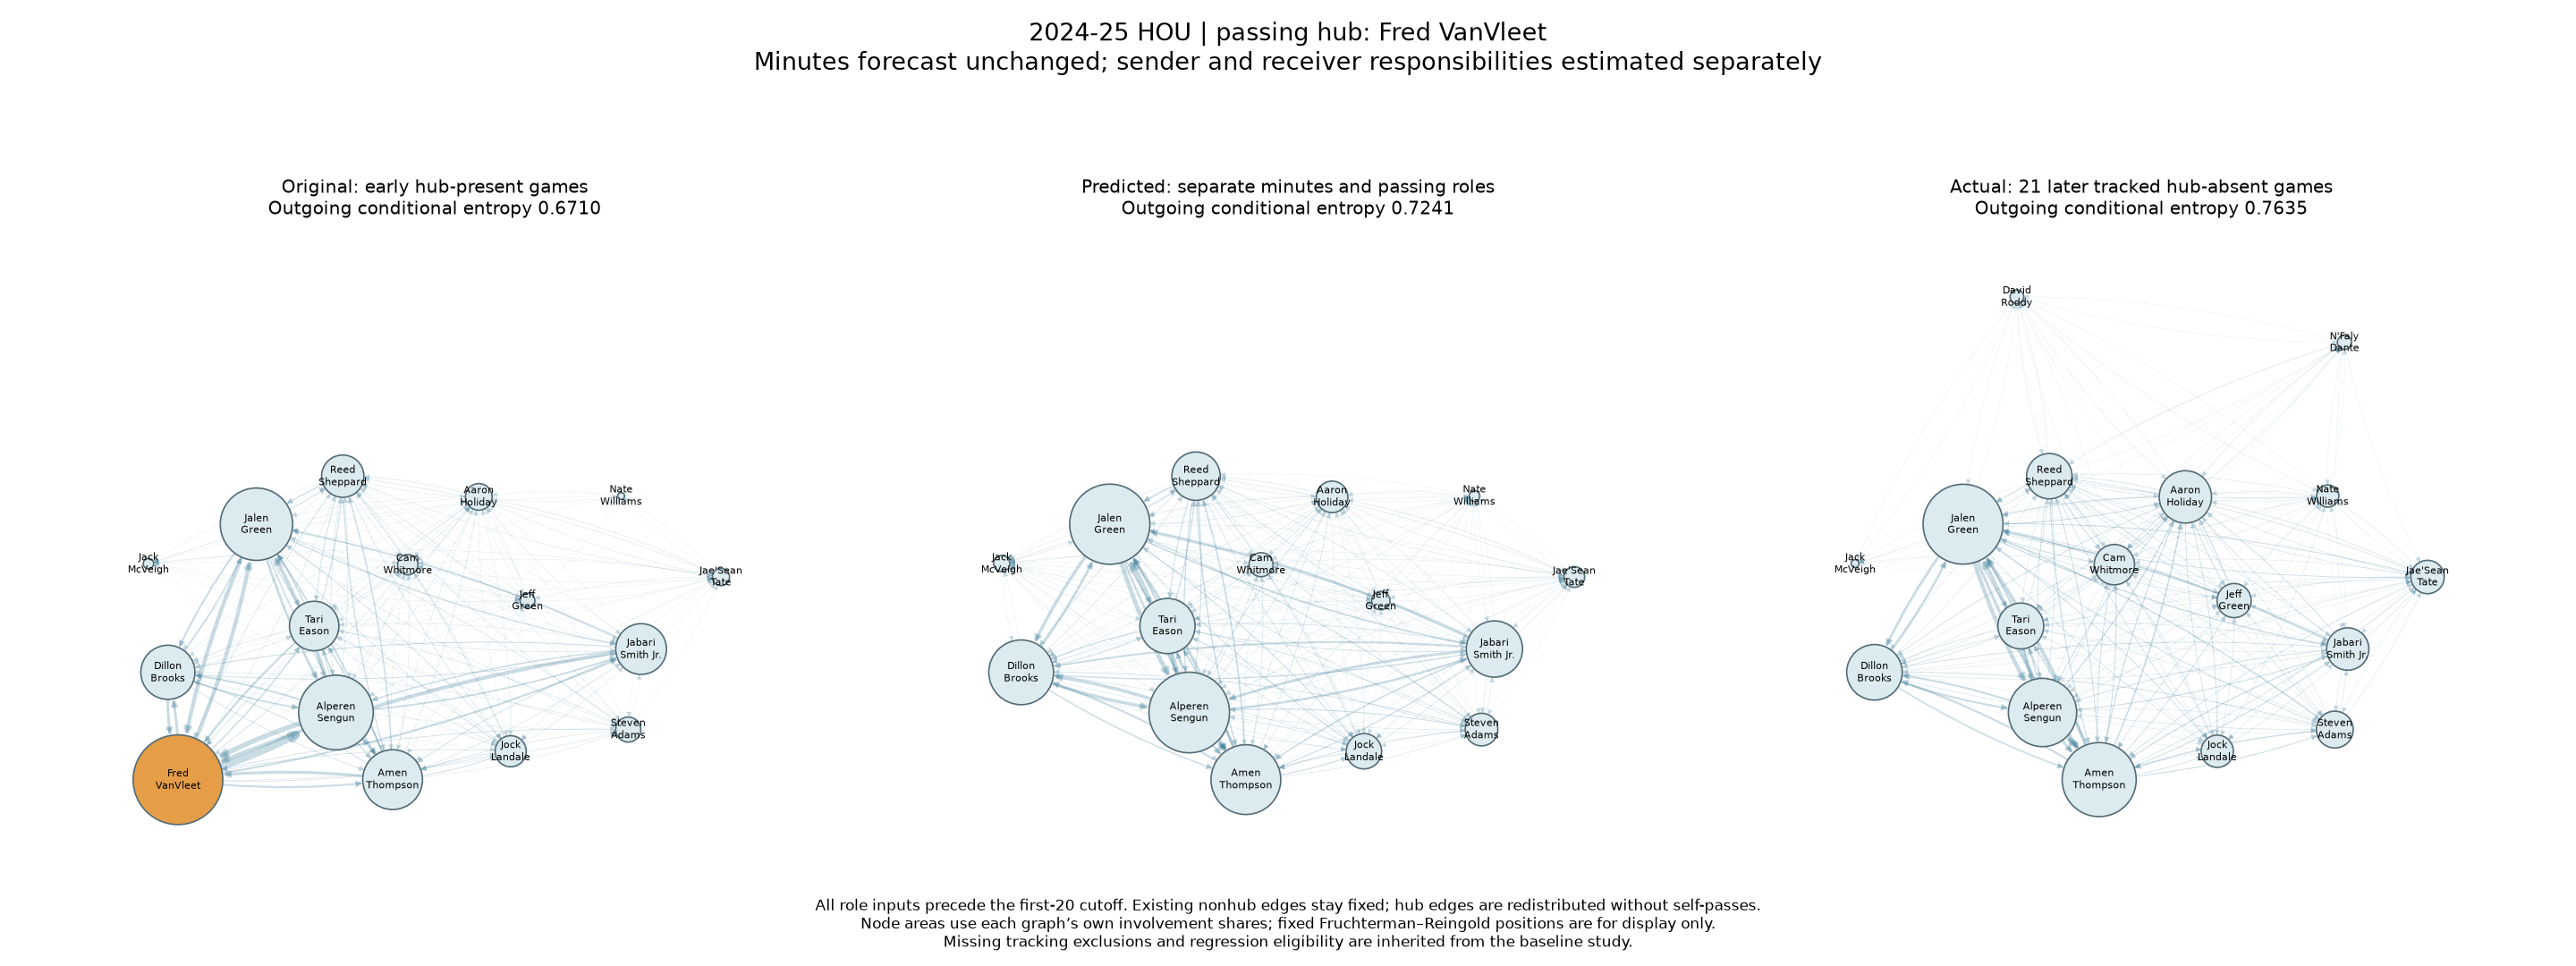 2024-25 HOU | passing hub: Fred VanVleet
Minutes forecast unchanged; sender and receiver responsibilities estimated separately
Original: early hub-present games
Outgoing conditional entropy 0.6710
Reed
Sheppard
Aaron
Holiday
Nate
Williams
Jalen
Green
Jack
McVeigh
Cam
Whitmore
Jae'Sean
Tate
Jeff
Green
Tari
Eason
Jabari
Smith Jr.
Dillon
Brooks
Alperen
Sengun
Steven
Adams
Jock
Landale
Fred
VanVleet
Amen
Thompson
Predicted: separate minutes and passing roles
Outgoing conditional entropy 0.7241
Reed
Sheppard
Aaron
Holiday
Nate
Williams
Jalen
Green
Jack
McVeigh
Cam
Whitmore
Jae'Sean
Tate
Jeff
Green
Tari
Eason
Jabari
Smith Jr.
Dillon
Brooks
Alperen
Sengun
Steven
Adams
Jock
Landale
Amen
Thompson
Actual: 21 later tracked hub-absent games
Outgoing conditional entropy 0.7635
David
Roddy
N'Faly
Dante
Reed
Sheppard
Aaron
Holiday
Nate
Williams
Jalen
Green
Jack
McVeigh
Cam
Whitmore
Jae'Sean
Tate
Jeff
Green
Tari
Eason
Jabari
Smith Jr.
Dillon
Brooks
Alperen
Sengun
Steven
Adams
Jock
Landale
Amen
Thompson
All role inputs precede the first-20 cutoff. Existing nonhub edges stay fixed; hub edges are redistributed without self-passes.
Node areas use each graph’s own involvement shares; fixed Fruchterman–Reingold positions are for display only.
Missing tracking exclusions and regression eligibility are inherited from the baseline study.